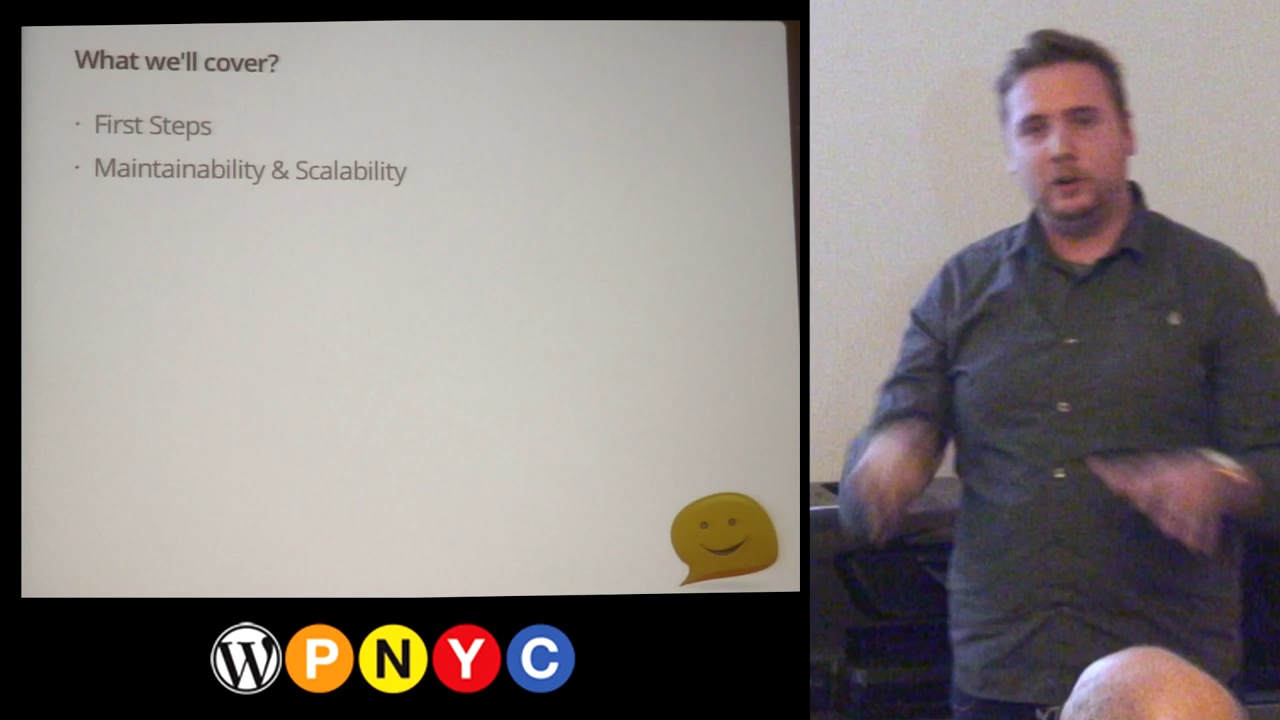 What we'll cover?
· First Steps
· Maintainability & Scalability
W P N Y C